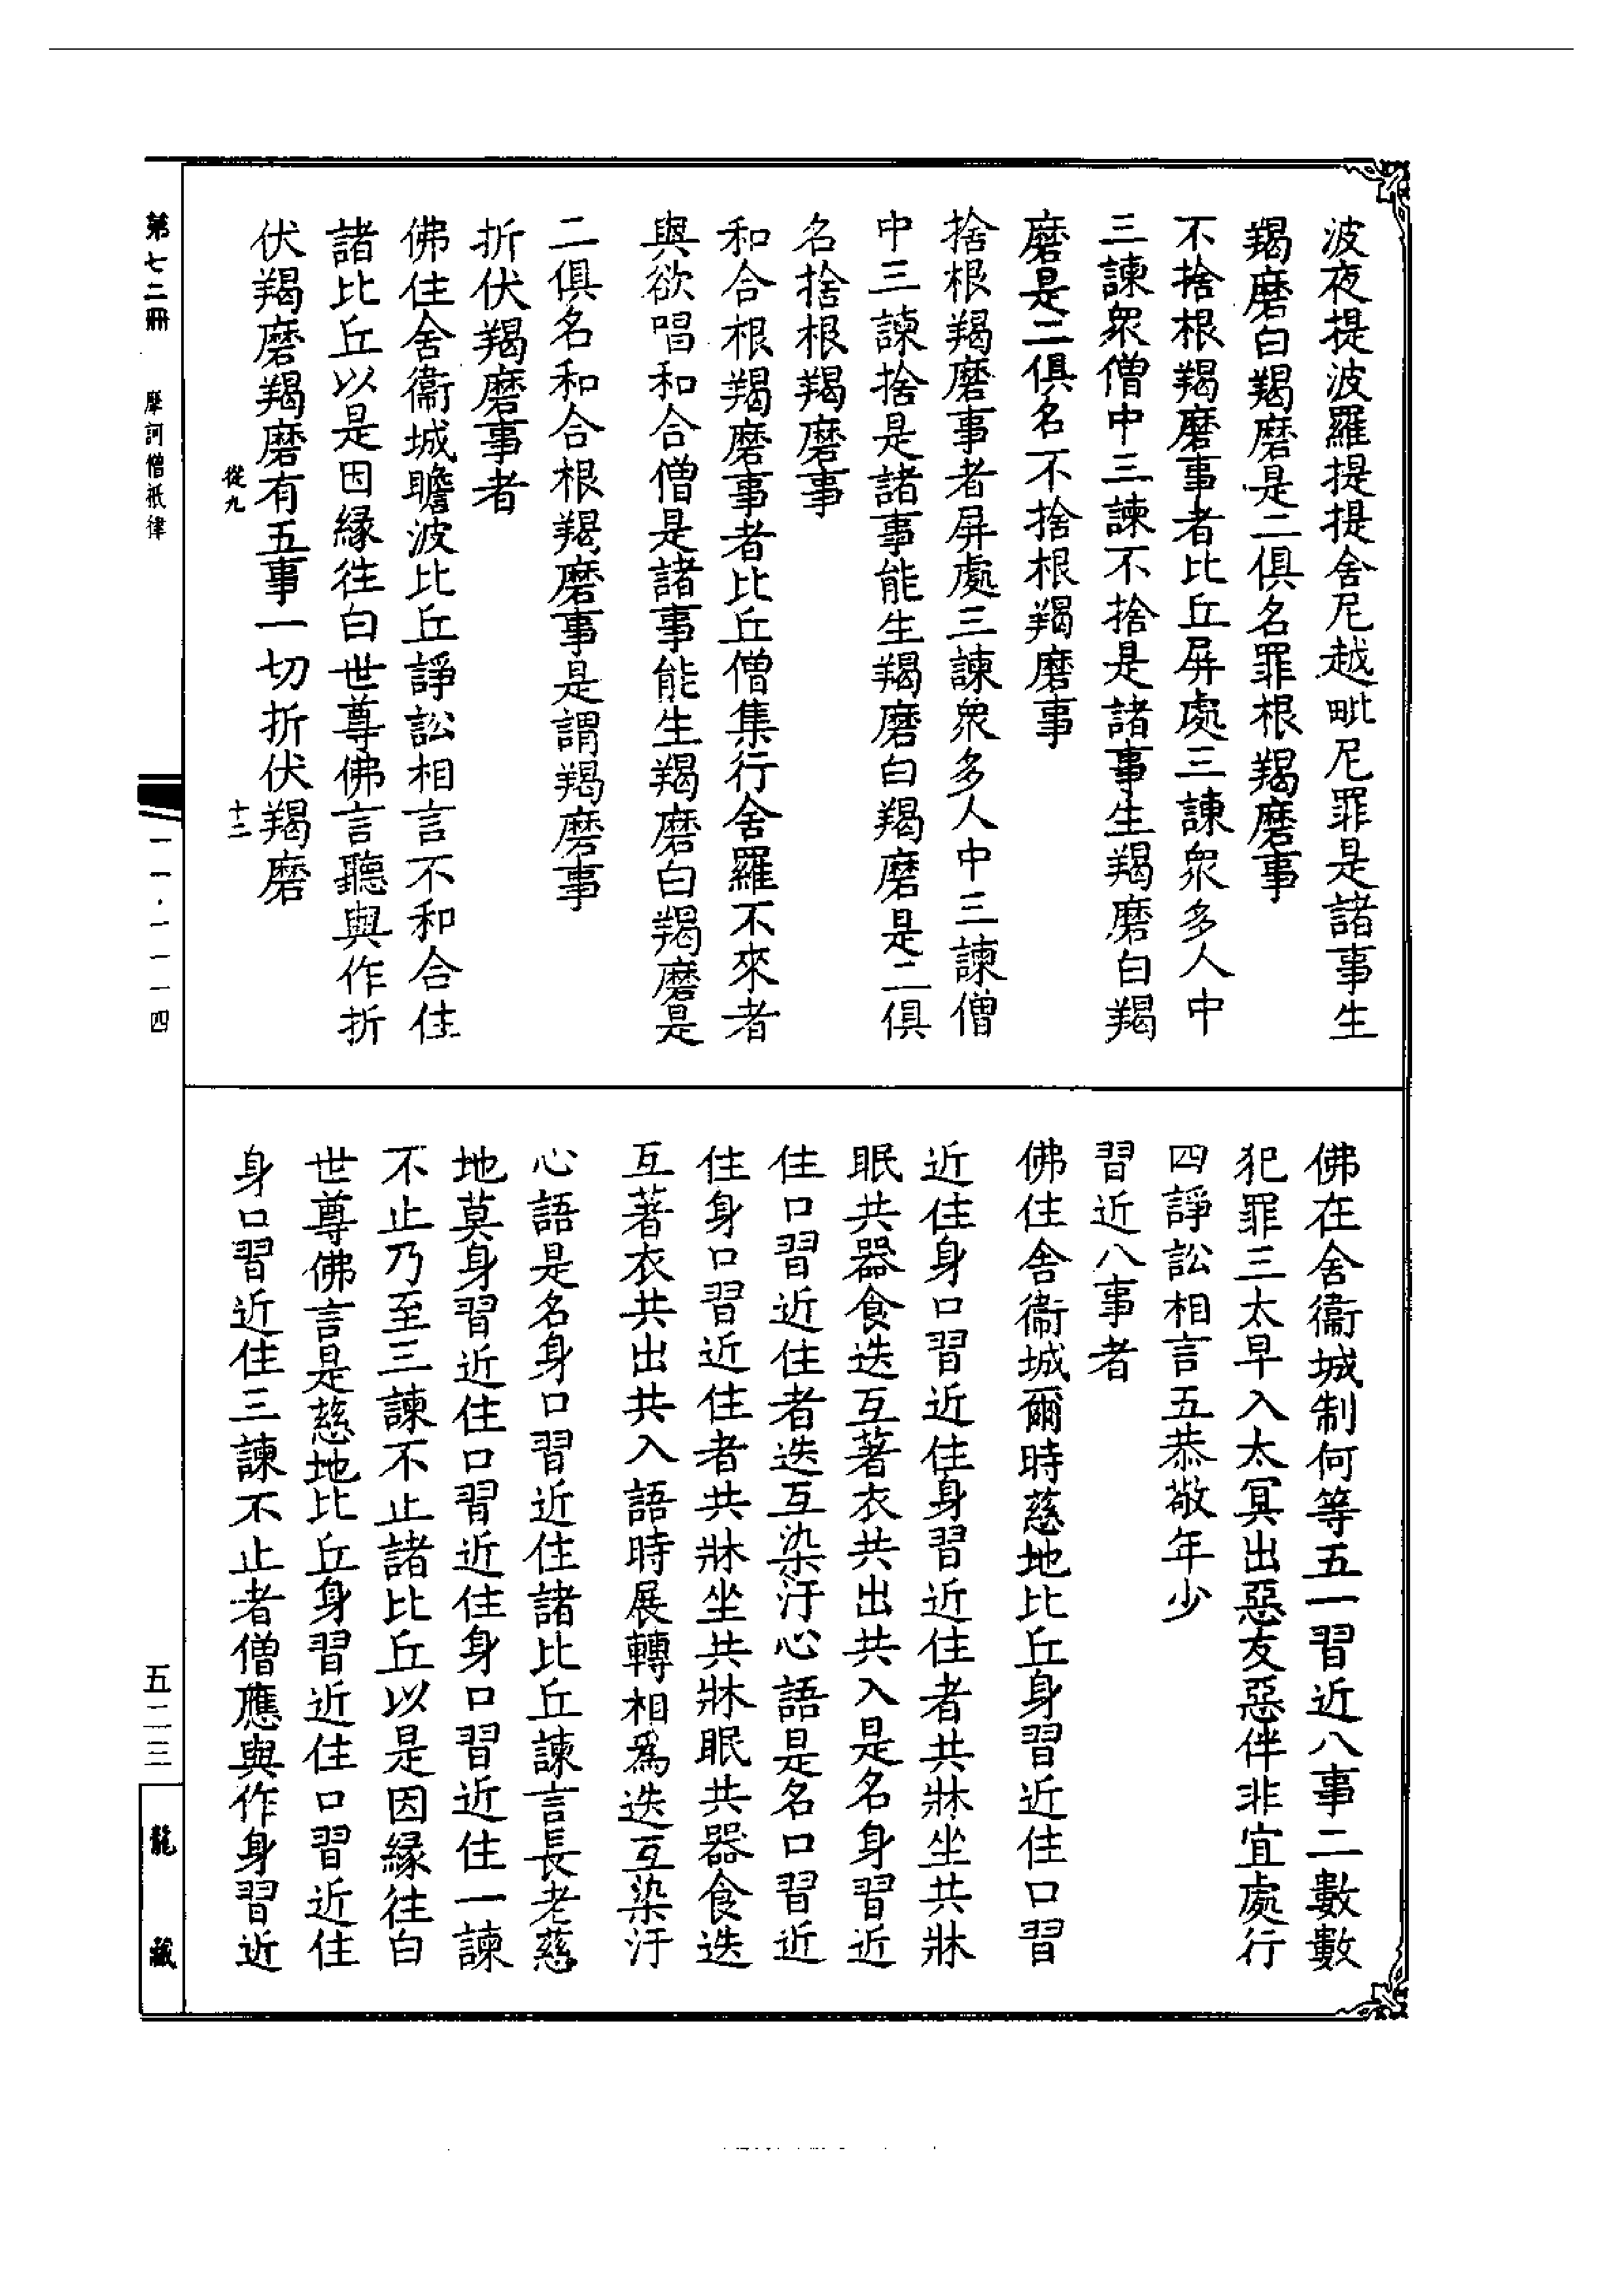 波夜提波羅提提舍尼越毗尼罪是諸事生
羯磨白羯磨是二俱名罪根羯磨事
不捨根羯磨事者比丘屏處三諫衆多人中
三諫衆僧中三諫不捨是諸事生羯磨白羯
磨是二俱名不捨根羯磨事
捨根羯磨事者屏處三諫衆多人中三諫僧
中三諫捨是諸事能生羯磨白羯磨是二俱
名捨根羯磨事
和合根羯磨事者比丘僧集行舍羅不來者
與欲唱和合僧是諸事能生羯磨白羯磨是
二俱名和合根羯磨事是謂羯磨事
折伏羯磨事者
佛住舍衞城瞻波比丘諍訟相言不和合住
諸比丘以是因緣往白世尊佛言聽與作折
伏羯磨羯磨有五事一切折伏羯磨
從九
十二
佛在舍衞城制何等五一習近八事二數數
犯罪三太早入太冥出惡友惡伴非宜處行
四諍訟相言五恭敬年少
習近八事者
佛住舍衞城爾時慈地比丘身習近住口習
近住身口習近住身習近住者共牀坐共牀
眠共器食迭互著衣共出共入是名身習近
住口習近住者迭互染汙心語是名口習近
住身口習近住者共牀坐共牀眠共器食迭
互著衣共出共入語時展轉相爲迭互染汙
心語是名身口習近住諸比丘諫言長老慈
地莫身習近住口習近住身口習近住一諫
不止乃至三諫不止諸比丘以是因緣往白
世尊佛言是慈地比丘身習近住口習近住
身口習近住三諫不止者僧應與作身習近
第七二冊
摩訶僧祇律
一一·一一一四
五二三
龍藏